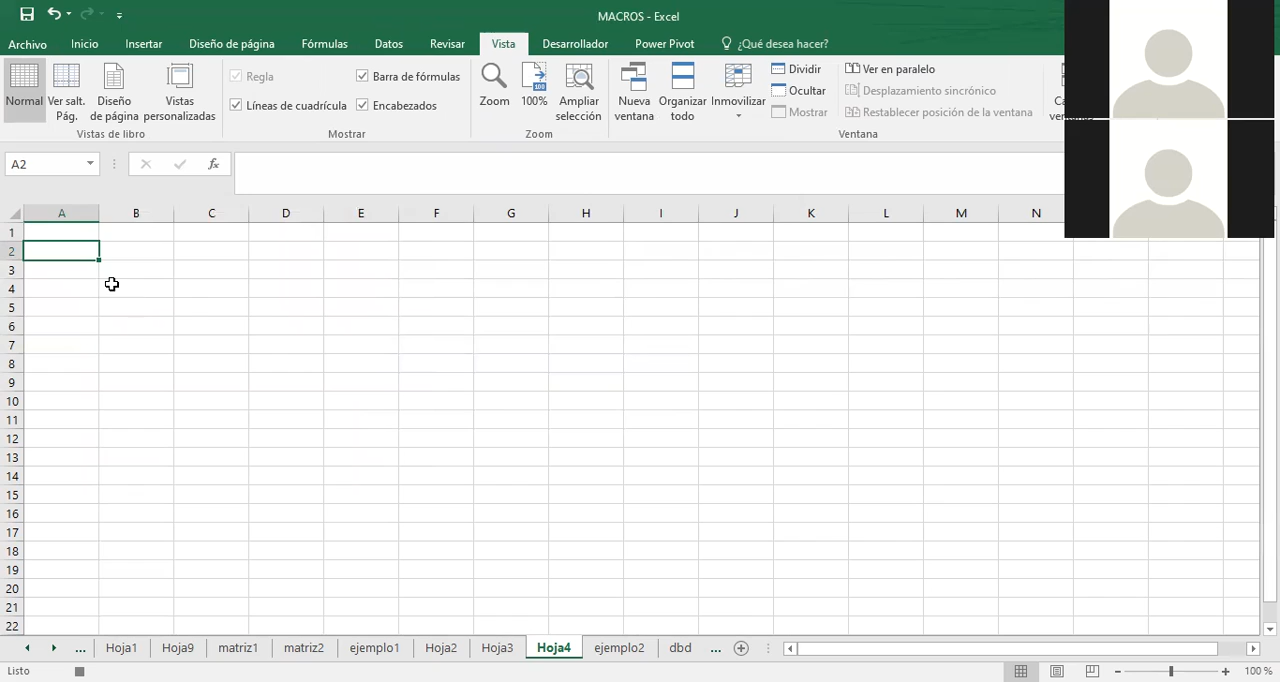 MACROS - Excel
Archivo Inicio Insertar Diseño de página Fórmulas Datos Revisar Vista Desarrollador Power Pivot ¿Qué desea hacer?
Normal
Ver salt. Pág.
Diseño de página
Vistas personalizadas
Vistas de libro
Regla
Barra de fórmulas
Líneas de cuadrícula
Encabezados
Mostrar
Zoom
100%
100
Ampliar selección
Zoom
Nueva ventana
Organizar todo
Inmovilizar
Dividir
Ocultar
Mostrar
Ver en paralelo
Desplazamiento sincrónico
Restablecer posición de la ventana
Ventana
A2
fx
A B C D E F G H I J K L M N
1
2
3
4
5
6
7
8
9
10
11
12
13
14
15
16
17
18
19
20
21
22
... Hoja1 Hoja9 matriz1 matriz2 ejemplo1 Hoja2 Hoja3 Hoja4 ejemplo2 dbd ...
Listo
100 %